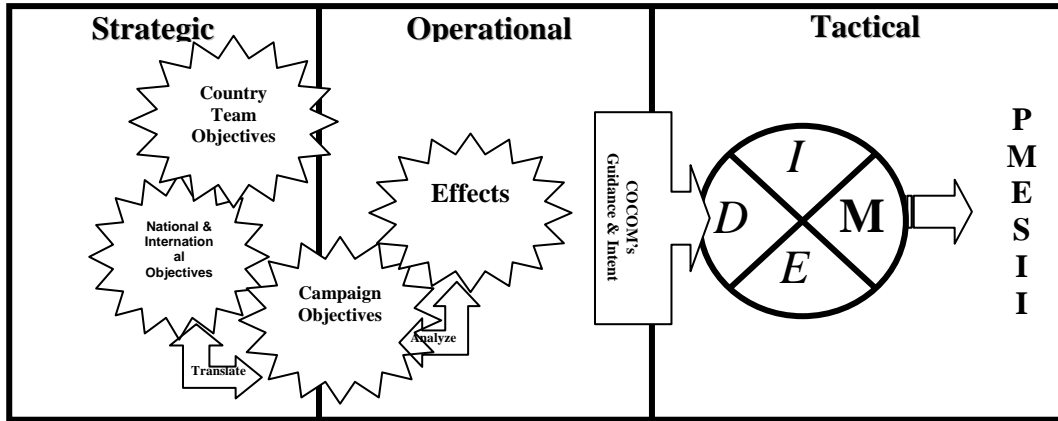 Strategic
Operational
Tactical
Country
Team
Objectives
National &
Internation
al
Objectives
Translate
Campaign
Objectives
Analyze
Effects
COCOM's
Guidance & Intent
I
D
M
E
P
M
E
S
I
I